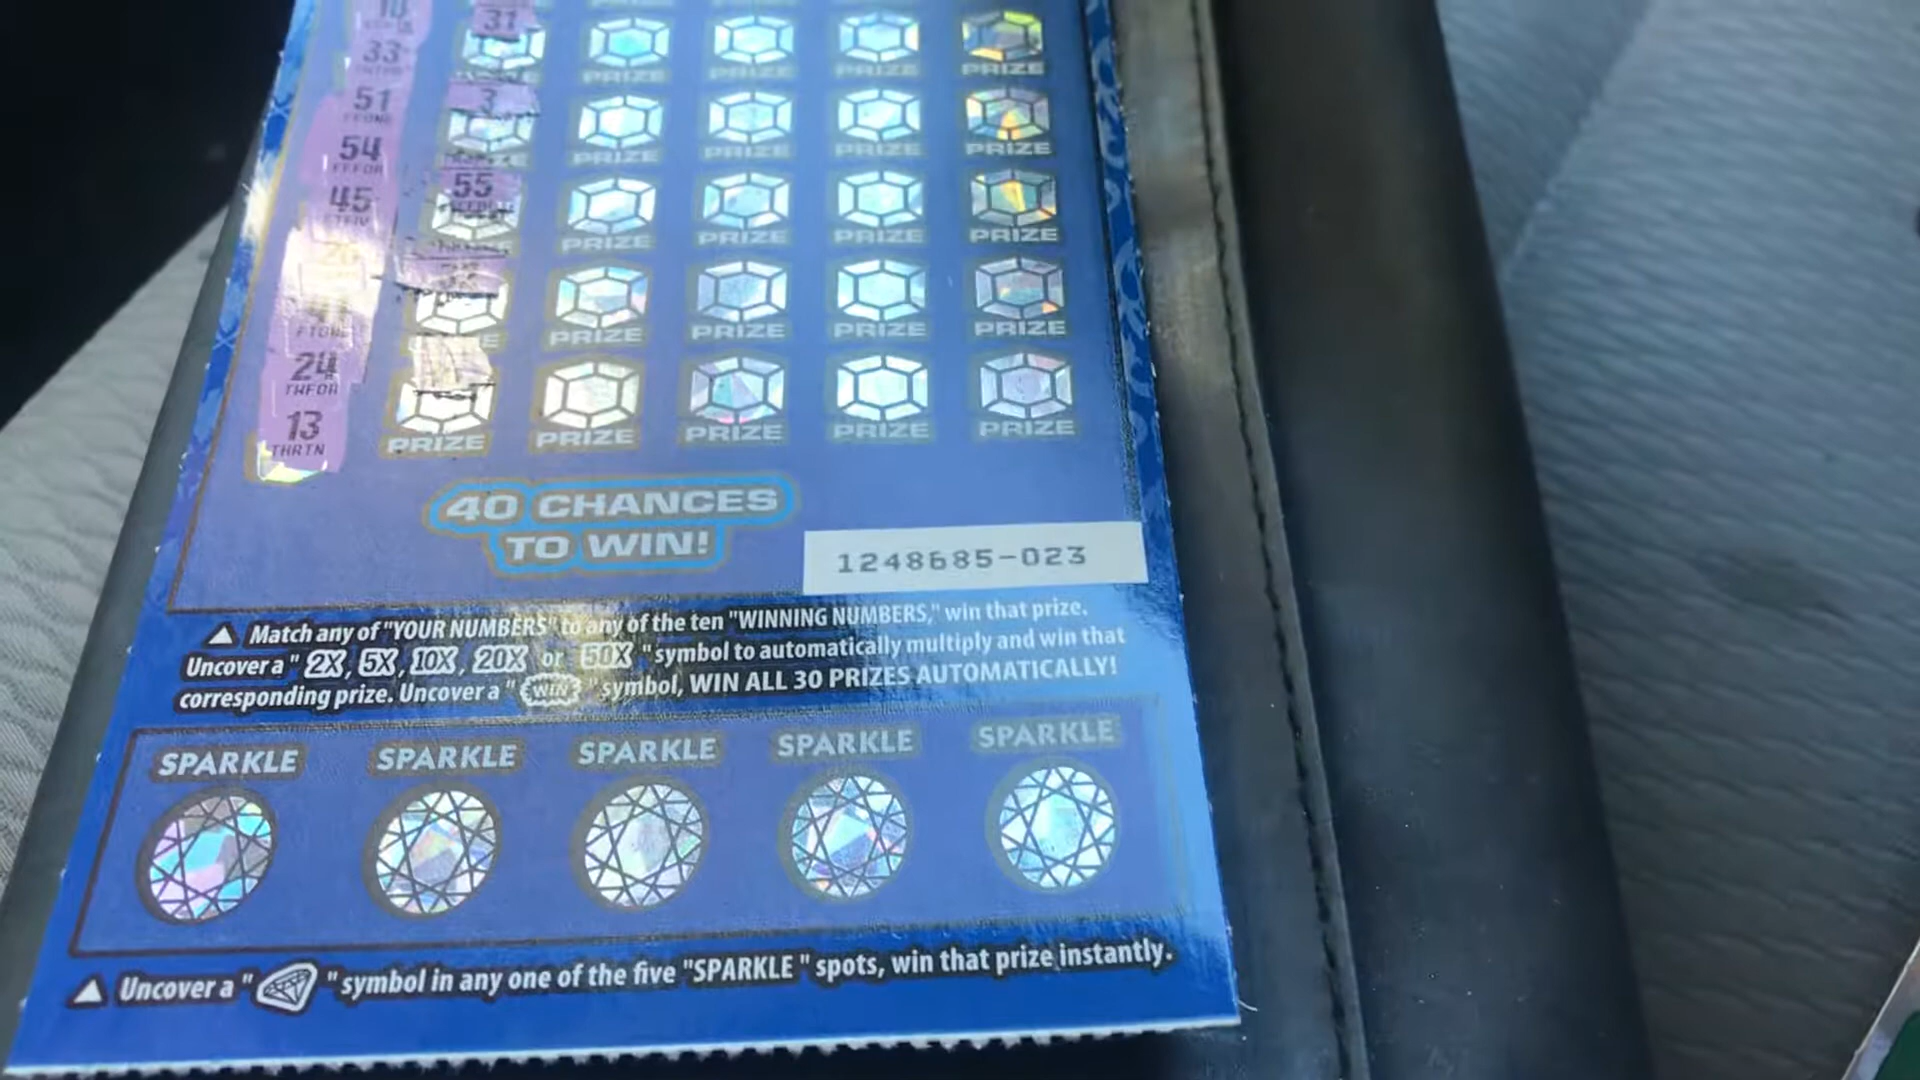 14
31
33
PRIZE PRIZE PRIZE PRIZE
51
3
54
PRIZE PRIZE PRIZE PRIZE
FFFOR
45
55
PRIZE PRIZE PRIZE PRIZE
PRIZE PRIZE PRIZE PRIZE
24
TWFOR
13
THRTN
PRIZE PRIZE PRIZE PRIZE PRIZE
40 CHANCES
TO WIN!
1248685-023
▲ Match any of "YOUR NUMBERS" to any of the ten "WINNING NUMBERS," win that prize.
Uncover a " 2X, 5X, 10X, 20X or 50X " symbol to automatically multiply and win that
corresponding prize. Uncover a " WIN " symbol, WIN ALL 30 PRIZES AUTOMATICALLY!
SPARKLE SPARKLE SPARKLE SPARKLE SPARKLE
▲ Uncover a " " symbol in any one of the five "SPARKLE " spots, win that prize instantly.